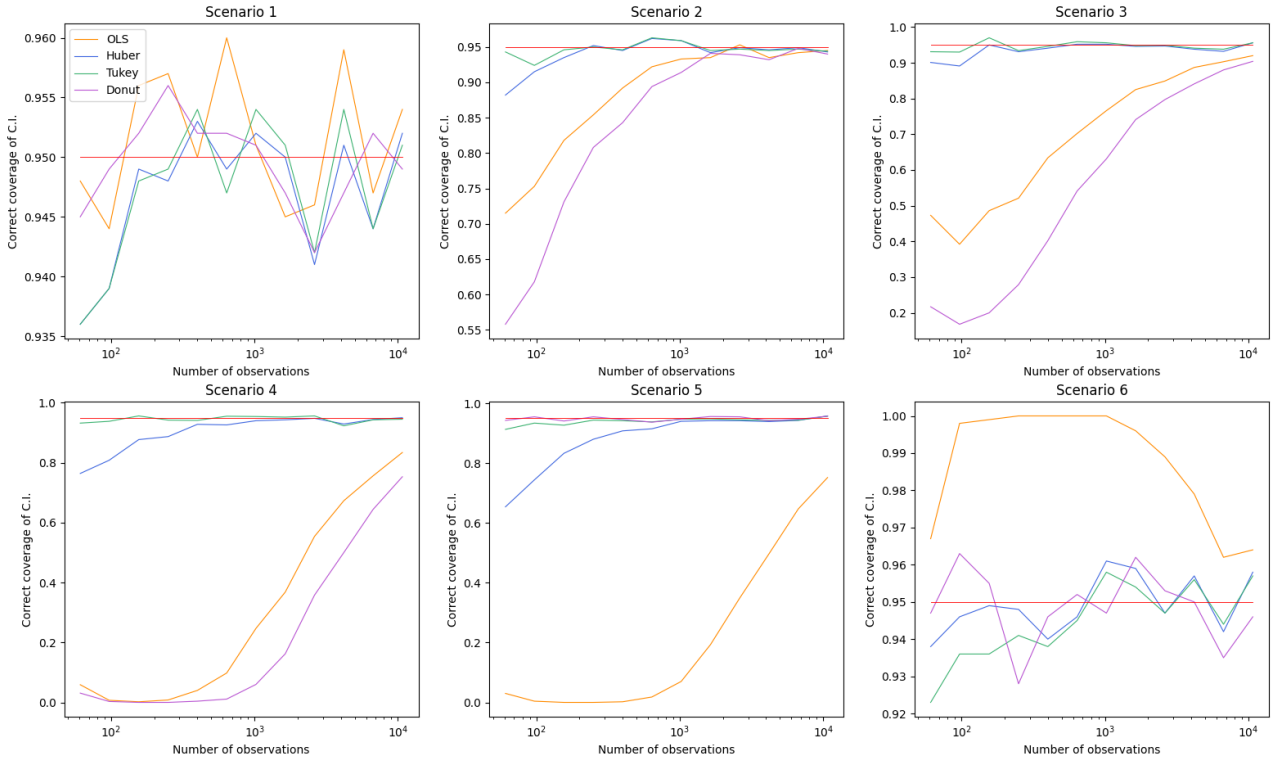 Scenario 1
Correct coverage of C.I.
0.960
0.955
0.950
0.945
0.940
0.935
OLS
Huber
Tukey
Donut
10²
10³
10⁴
Number of observations
Scenario 2
Correct coverage of C.I.
0.95
0.90
0.85
0.80
0.75
0.70
0.65
0.60
0.55
10²
10³
10⁴
Number of observations
Scenario 3
Correct coverage of C.I.
1.0
0.9
0.8
0.7
0.6
0.5
0.4
0.3
0.2
10²
10³
10⁴
Number of observations
Scenario 4
Correct coverage of C.I.
1.0
0.8
0.6
0.4
0.2
0.0
10²
10³
10⁴
Number of observations
Scenario 5
Correct coverage of C.I.
1.0
0.8
0.6
0.4
0.2
0.0
10²
10³
10⁴
Number of observations
Scenario 6
Correct coverage of C.I.
1.00
0.99
0.98
0.97
0.96
0.95
0.94
0.93
0.92
10²
10³
10⁴
Number of observations